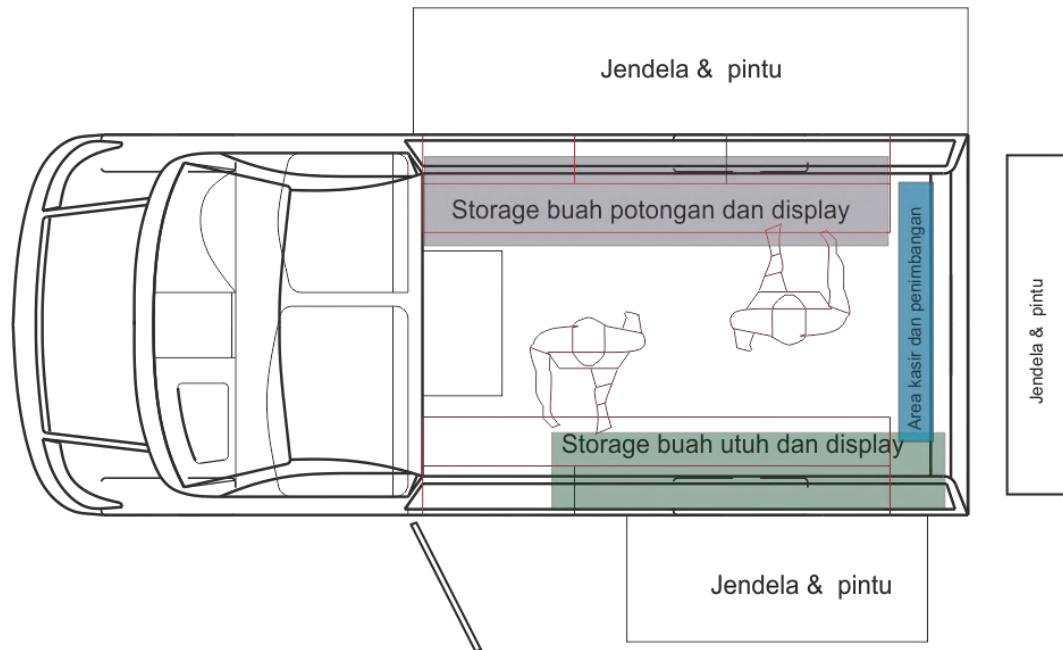 Jendela & pintu
Storage buah potongan dan display
Area kasir dan penimbangan
Jendela & pintu
Storage buah utuh dan display
Jendela & pintu